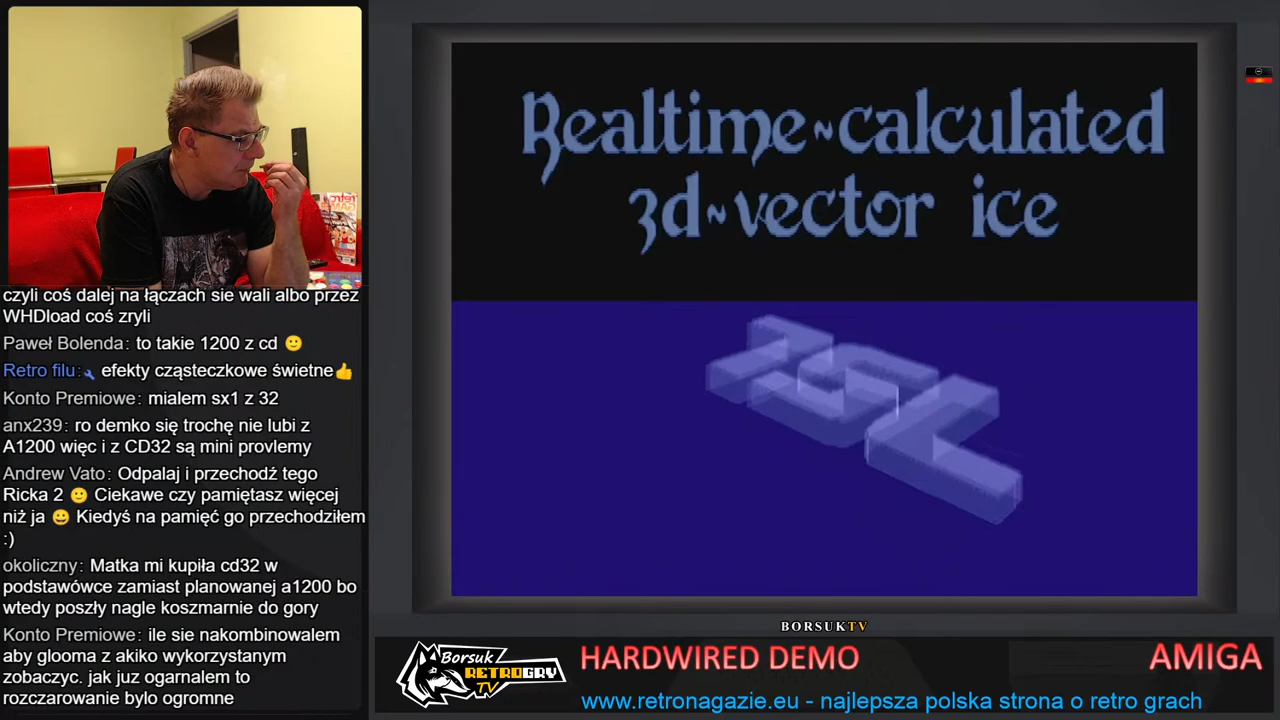 Realtime~calculated
3d~vector ice
czyli coś dalej na łączach sie wali albo przez
WHDload coś zryli
Paweł Bolenda: to takie 1200 z cd 🙂
Retro filu: 🔧 efekty cząsteczkowe świetne👍
Konto Premiowe: mialem sx1 z 32
anx239: ro demko się trochę nie lubi z
A1200 więc i z CD32 są mini provlemy
Andrew Vato: Odpalaj i przechodź tego
Ricka 2 🙂 Ciekawe czy pamiętasz więcej
niż ja 😀 Kiedyś na pamięć go przechodziłem
:)
okoliczny: Matka mi kupiła cd32 w
podstawówce zamiast planowanej a1200 bo
wtedy poszły nagle koszmarnie do gory
Konto Premiowe: ile sie nakombinowalem
aby glooma z akiko wykorzystanym
zobaczyc. jak juz ogarnalem to
rozczarowanie bylo ogromne
BORSUKTV
Borsuk
RETROGRY
TV
HARDWIRED DEMO
AMIGA
www.retronagazie.eu - najlepsza polska strona o retro grach